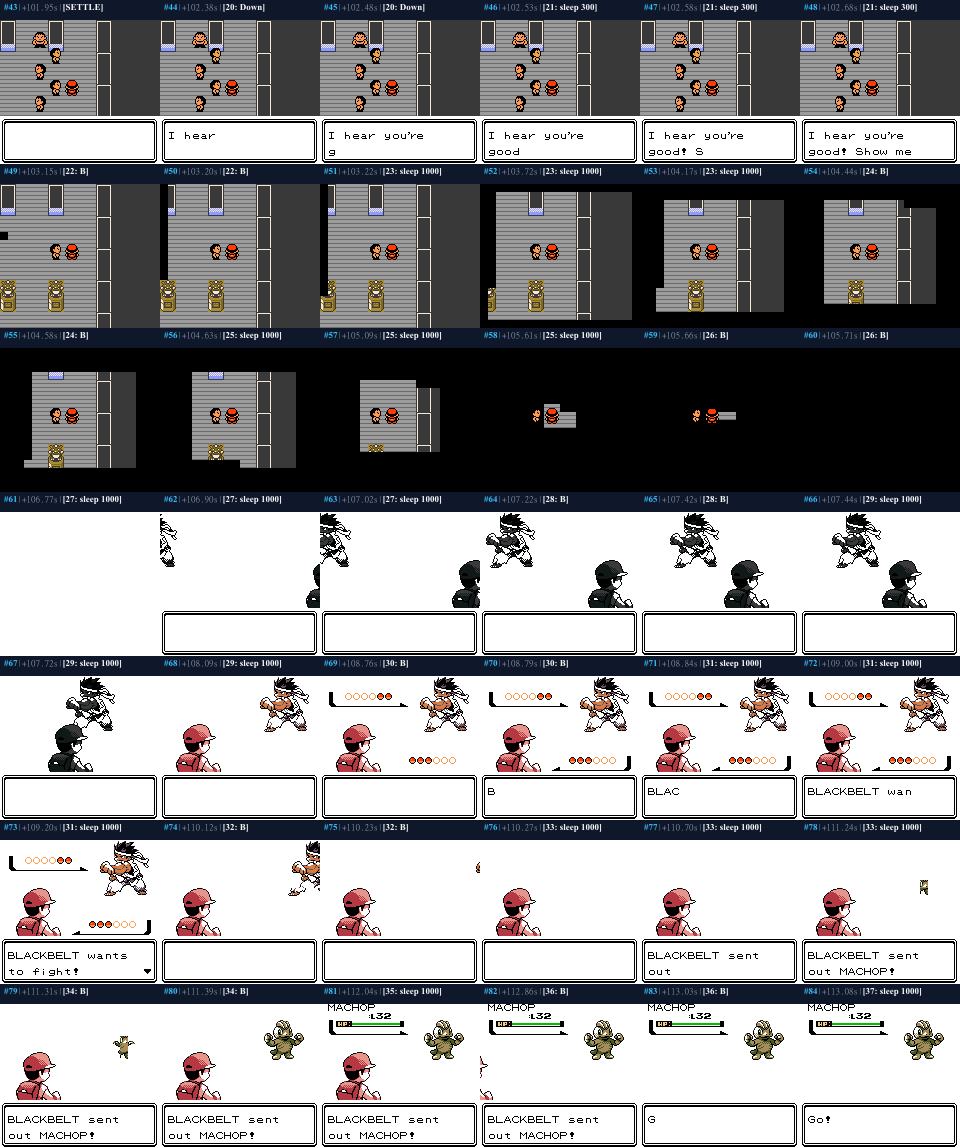 #43|+101.95s|[SETTLE]
#44|+102.38s|[20: Down]
#45|+102.48s|[20: Down]
#46|+102.53s|[21: sleep 300]
#47|+102.58s|[21: sleep 300]
#48|+102.68s|[21: sleep 300]
I hear
I hear you're
g
I hear you're
good
I hear you're
good! S
I hear you're
good! Show me
#49|+103.15s|[22: B]
#50|+103.20s|[22: B]
#51|+103.22s|[23: sleep 1000]
#52|+103.72s|[23: sleep 1000]
#53|+104.17s|[23: sleep 1000]
#54|+104.44s|[24: B]
#55|+104.58s|[24: B]
#56|+104.63s|[25: sleep 1000]
#57|+105.09s|[25: sleep 1000]
#58|+105.61s|[25: sleep 1000]
#59|+105.66s|[26: B]
#60|+105.71s|[26: B]
#61|+106.77s|[27: sleep 1000]
#62|+106.90s|[27: sleep 1000]
#63|+107.02s|[27: sleep 1000]
#64|+107.22s|[28: B]
#65|+107.42s|[28: B]
#66|+107.44s|[29: sleep 1000]
#67|+107.72s|[29: sleep 1000]
#68|+108.09s|[29: sleep 1000]
#69|+108.76s|[30: B]
#70|+108.79s|[30: B]
#71|+108.84s|[31: sleep 1000]
#72|+109.00s|[31: sleep 1000]
B
BLAC
BLACKBELT wan
#73|+109.20s|[31: sleep 1000]
#74|+110.12s|[32: B]
#75|+110.23s|[32: B]
#76|+110.27s|[33: sleep 1000]
#77|+110.70s|[33: sleep 1000]
#78|+111.24s|[33: sleep 1000]
BLACKBELT wants
to fight!
BLACKBELT sent
out
BLACKBELT sent
out MACHOP!
#79|+111.31s|[34: B]
#80|+111.39s|[34: B]
#81|+112.04s|[35: sleep 1000]
#82|+112.86s|[36: B]
#83|+113.03s|[36: B]
#84|+113.08s|[37: sleep 1000]
BLACKBELT sent
out MACHOP!
BLACKBELT sent
out MACHOP!
MACHOP
:L32
HP:
BLACKBELT sent
out MACHOP!
MACHOP
:L32
HP:
BLACKBELT sent
out MACHOP!
MACHOP
:L32
HP:
G
MACHOP
:L32
HP:
Go!